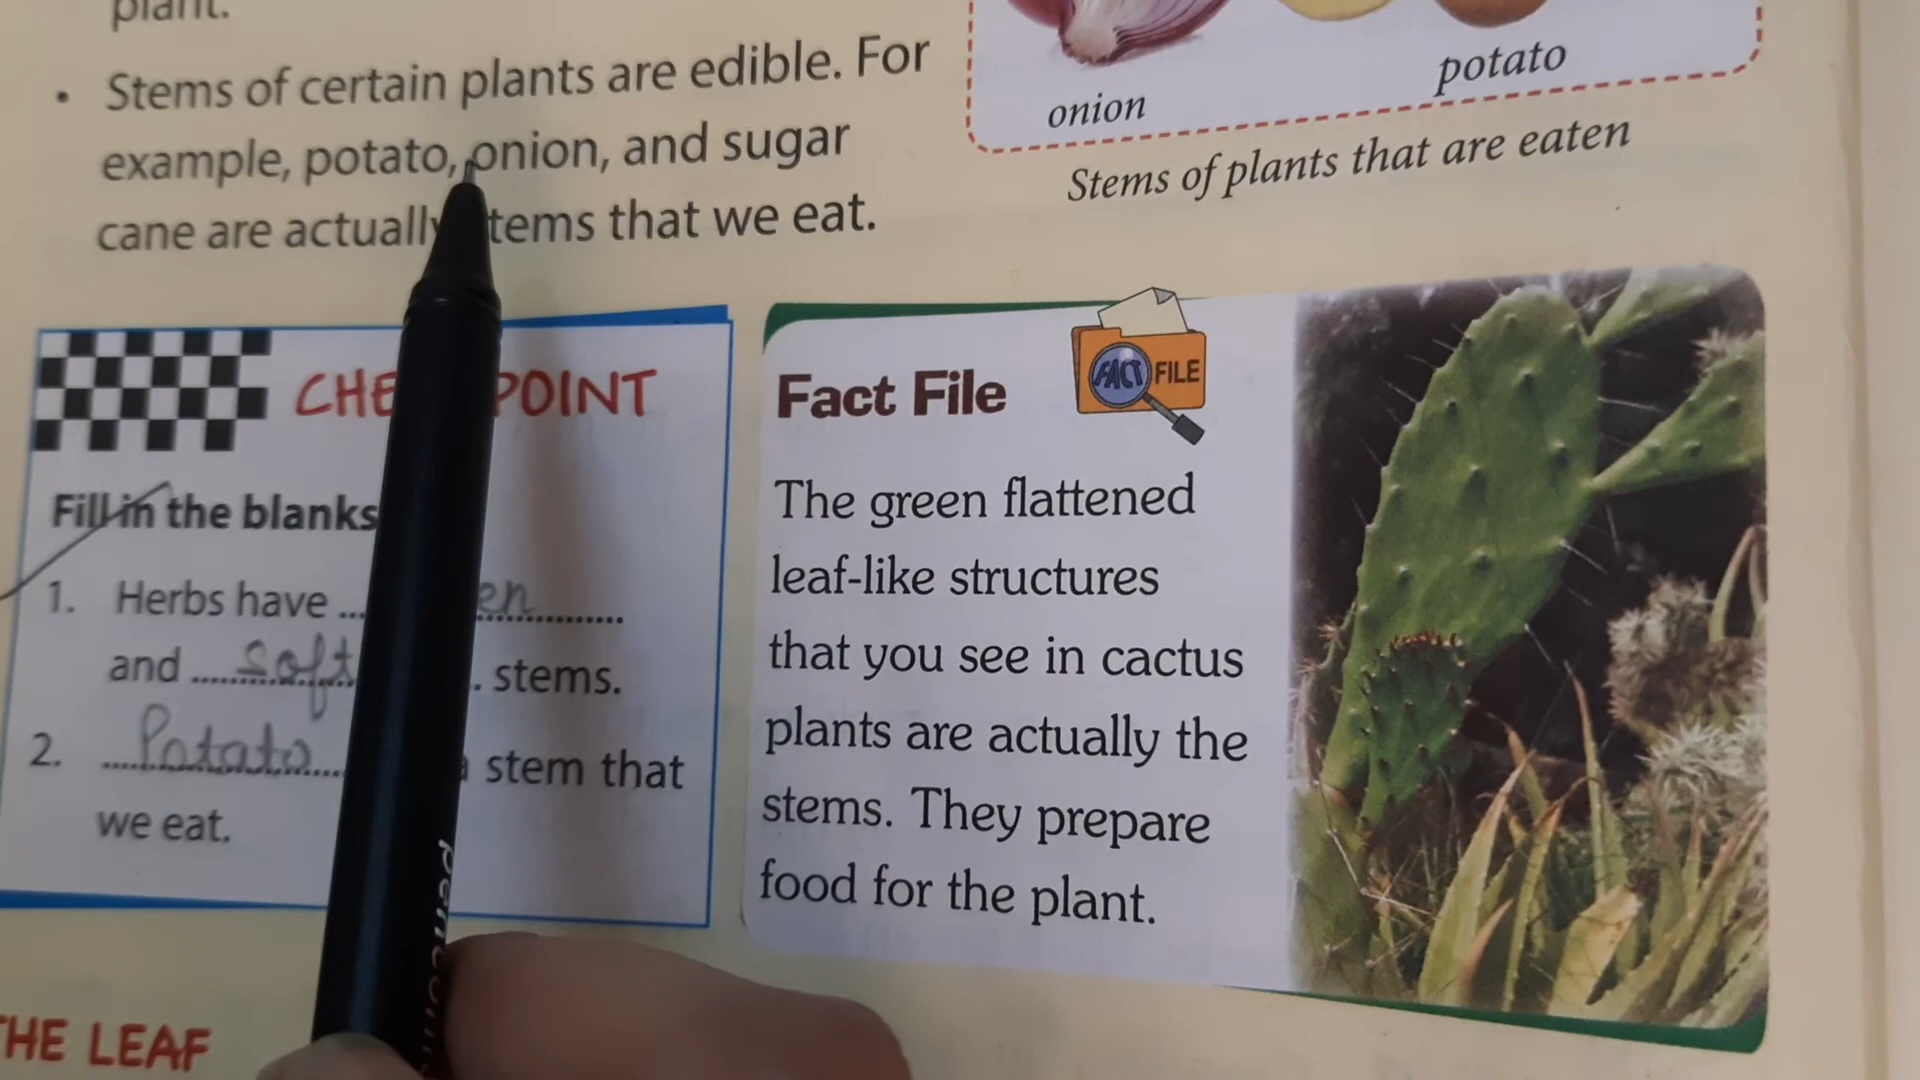 plant.
• Stems of certain plants are edible. For
example, potato, onion, and sugar
cane are actually stems that we eat.
onion
potato
Stems of plants that are eaten
CHE POINT
Fill in the blanks
1. Herbs have ... en
and soft stems.
2. Potato stem that
we eat.
Fact File
FACT FILE
The green flattened
leaf-like structures
that you see in cactus
plants are actually the
stems. They prepare
food for the plant.
THE LEAF